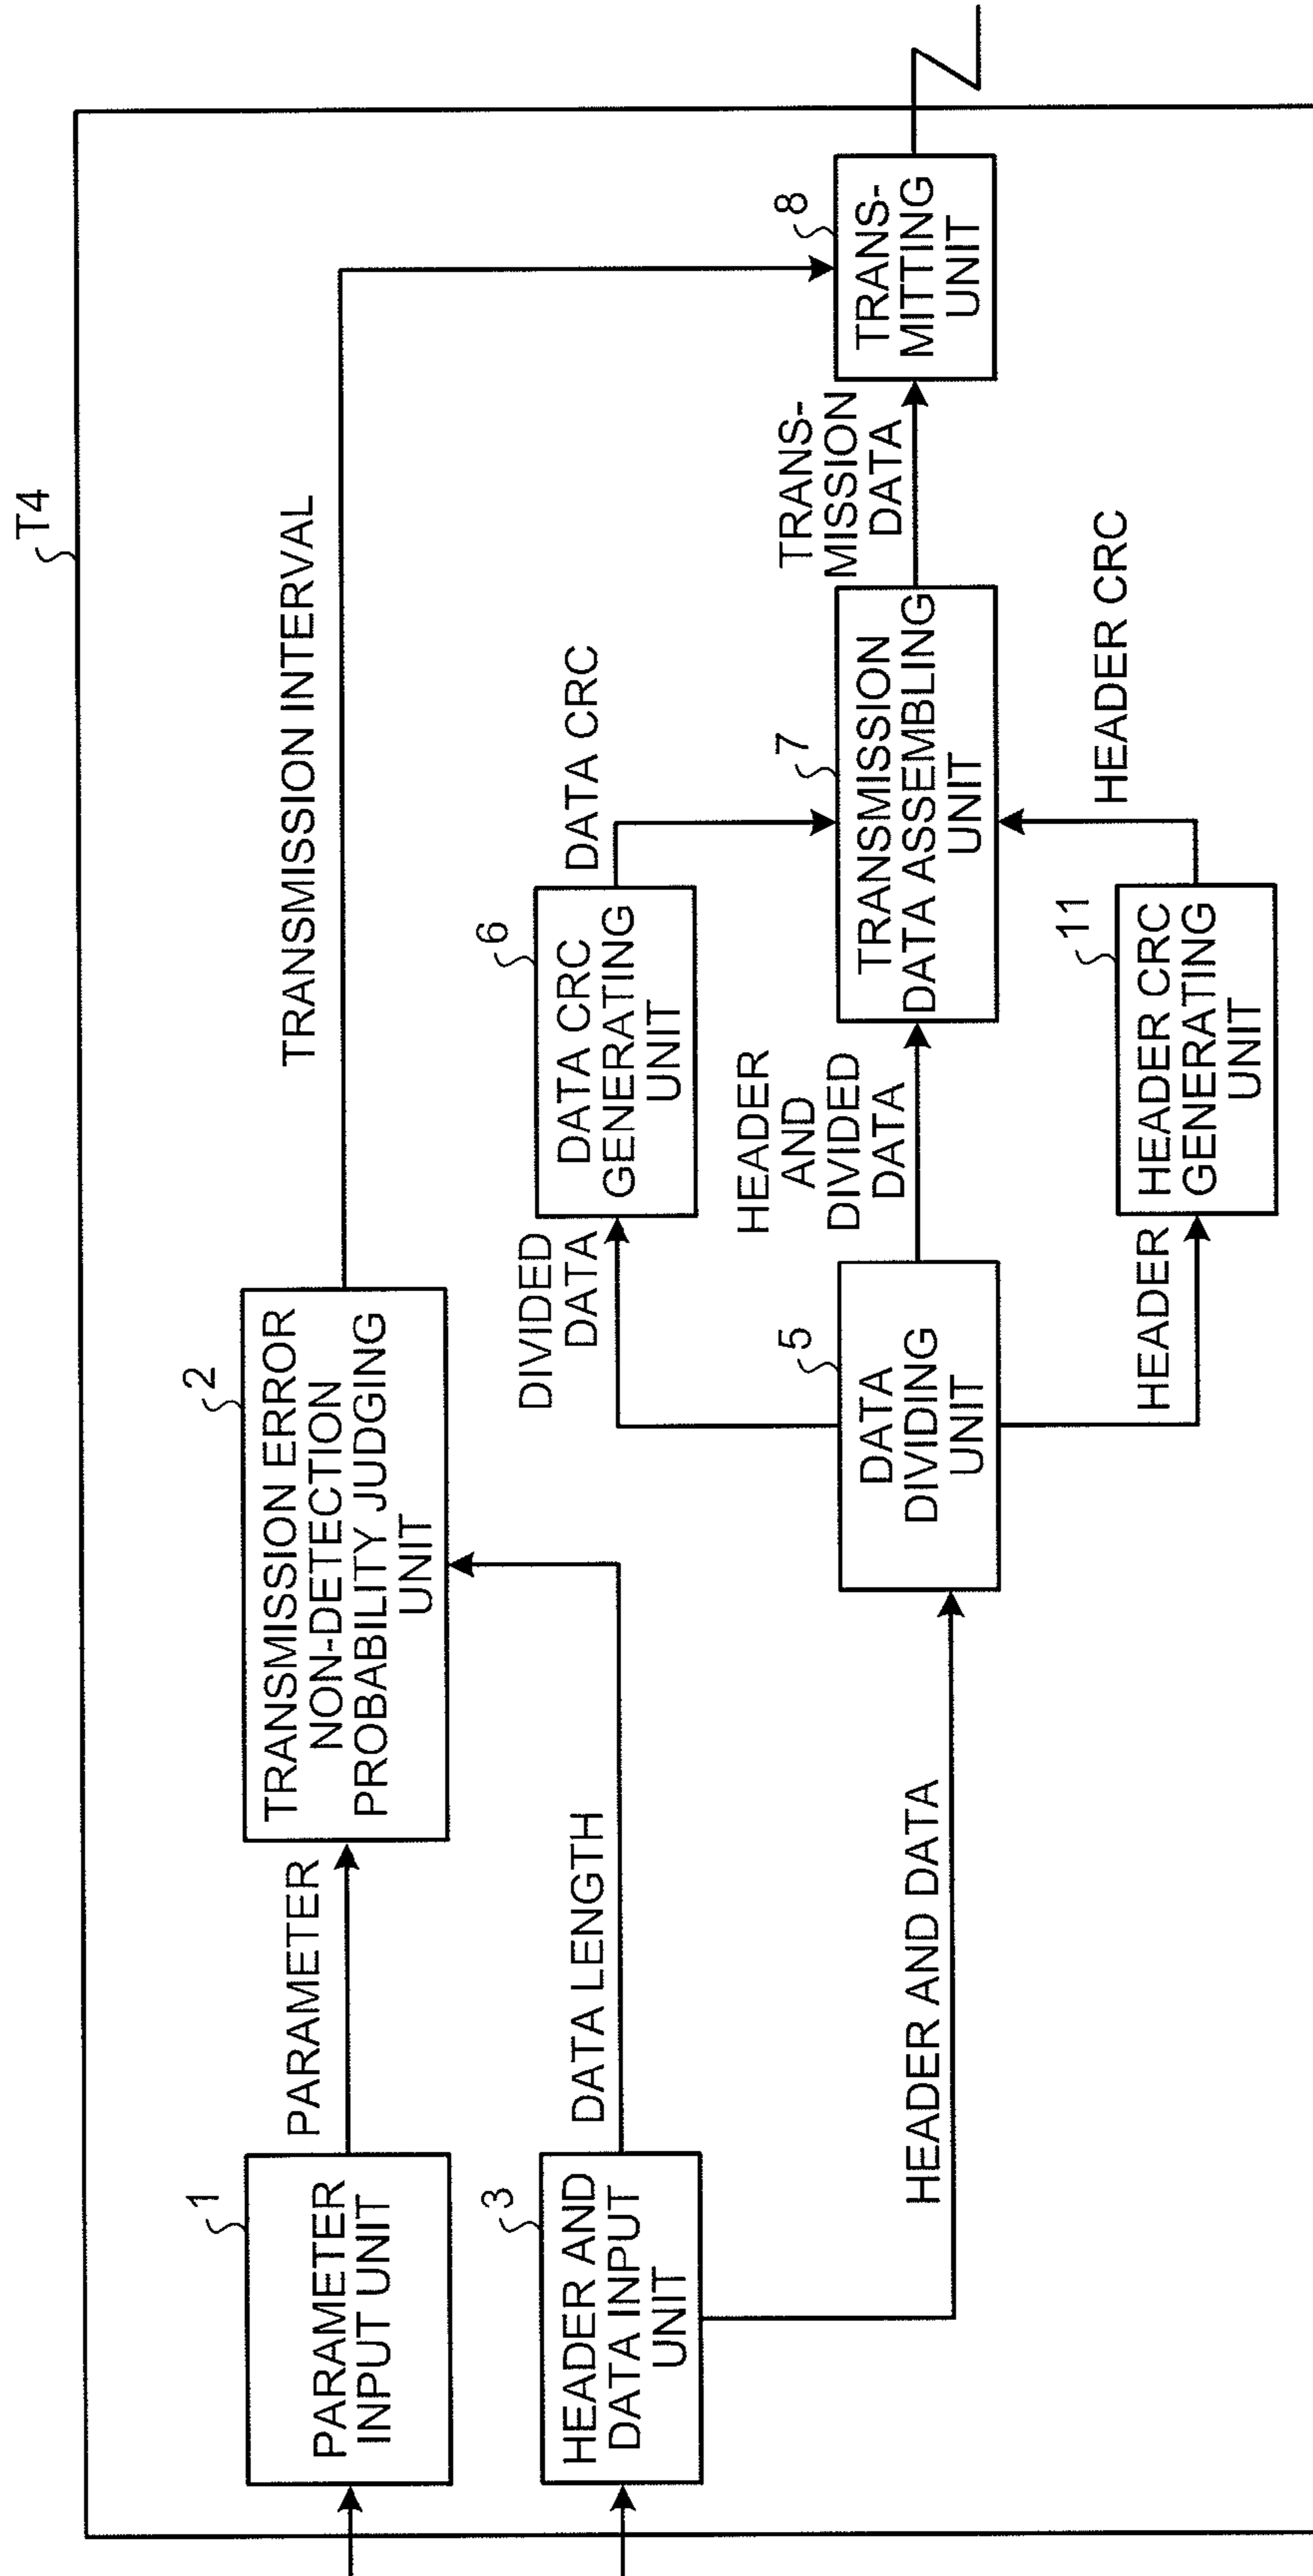 T4
1
PARAMETER
INPUT UNIT
PARAMETER
2
TRANSMISSION ERROR
NON-DETECTION
PROBABILITY JUDGING
UNIT
TRANSMISSION INTERVAL
3
HEADER AND
DATA INPUT
UNIT
DATA LENGTH
HEADER AND DATA
5
DATA
DIVIDING
UNIT
DIVIDED
DATA
6
DATA CRC
GENERATING
UNIT
DATA CRC
HEADER
AND
DIVIDED
DATA
7
TRANSMISSION
DATA ASSEMBLING
UNIT
TRANS-
MISSION
DATA
8
TRANS-
MITTING
UNIT
HEADER
11
HEADER CRC
GENERATING
UNIT
HEADER CRC